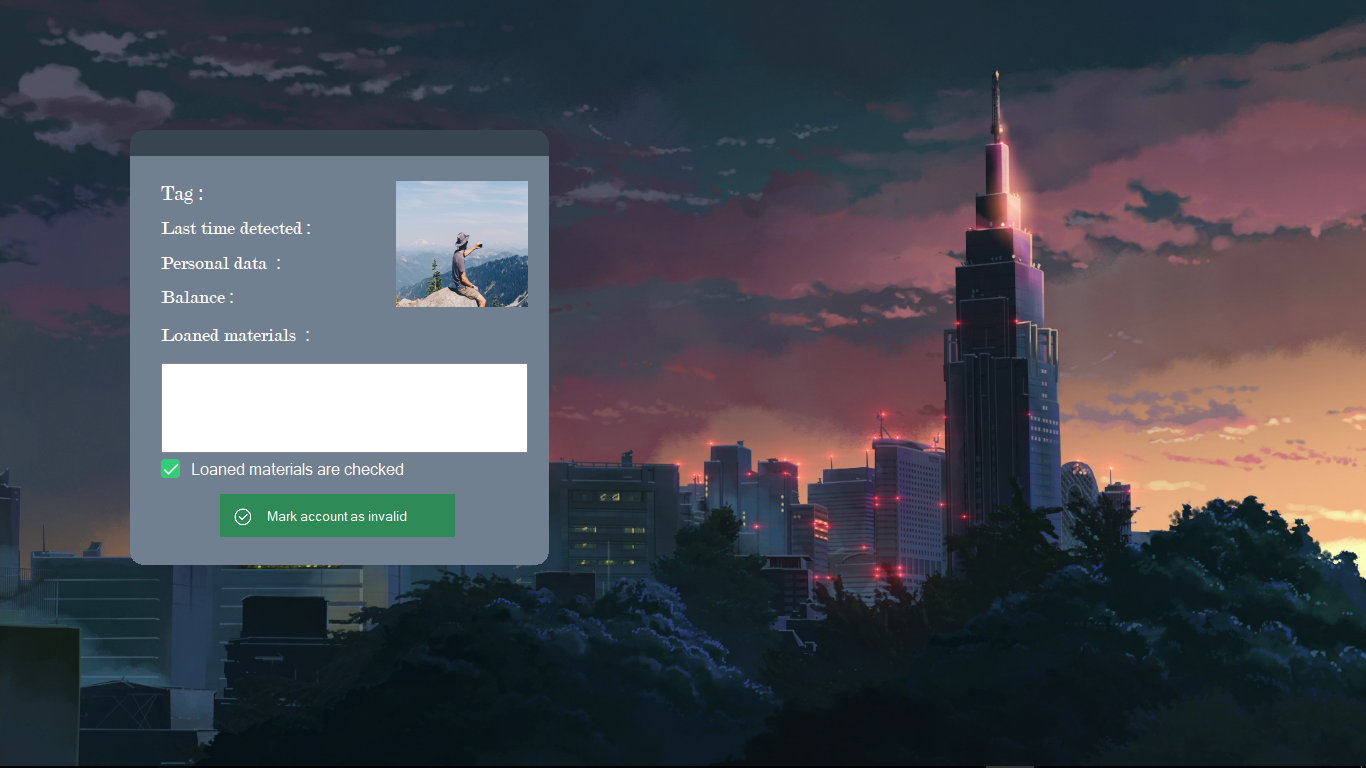 Tag :
Last time detected :
Personal data  :
Balance :
Loaned materials  :
Loaned materials are checked
Mark account as invalid